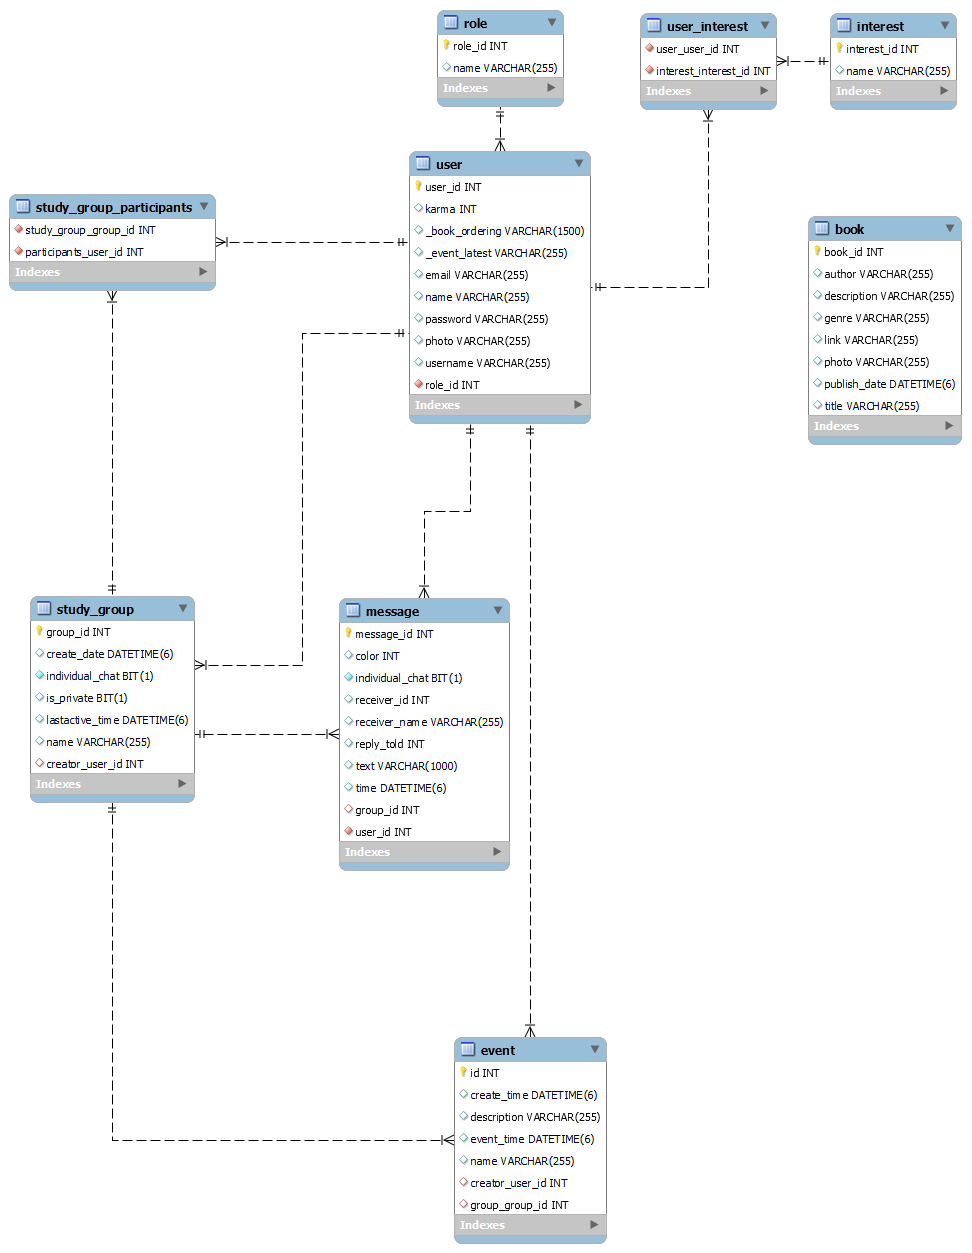 role
role_id INT
name VARCHAR(255)
Indexes
user_interest
user_user_id INT
interest_interest_id INT
Indexes
interest
interest_id INT
name VARCHAR(255)
Indexes
user
user_id INT
karma INT
_book_ordering VARCHAR(1500)
_event_latest VARCHAR(255)
email VARCHAR(255)
name VARCHAR(255)
password VARCHAR(255)
photo VARCHAR(255)
username VARCHAR(255)
role_id INT
Indexes
study_group_participants
study_group_group_id INT
participants_user_id INT
Indexes
book
book_id INT
author VARCHAR(255)
description VARCHAR(255)
genre VARCHAR(255)
link VARCHAR(255)
photo VARCHAR(255)
publish_date DATETIME(6)
title VARCHAR(255)
Indexes
study_group
group_id INT
create_date DATETIME(6)
individual_chat BIT(1)
is_private BIT(1)
lastactive_time DATETIME(6)
name VARCHAR(255)
creator_user_id INT
Indexes
message
message_id INT
color INT
individual_chat BIT(1)
receiver_id INT
receiver_name VARCHAR(255)
reply_toId INT
text VARCHAR(1000)
time DATETIME(6)
group_id INT
user_id INT
Indexes
event
id INT
create_time DATETIME(6)
description VARCHAR(255)
event_time DATETIME(6)
name VARCHAR(255)
creator_user_id INT
group_group_id INT
Indexes